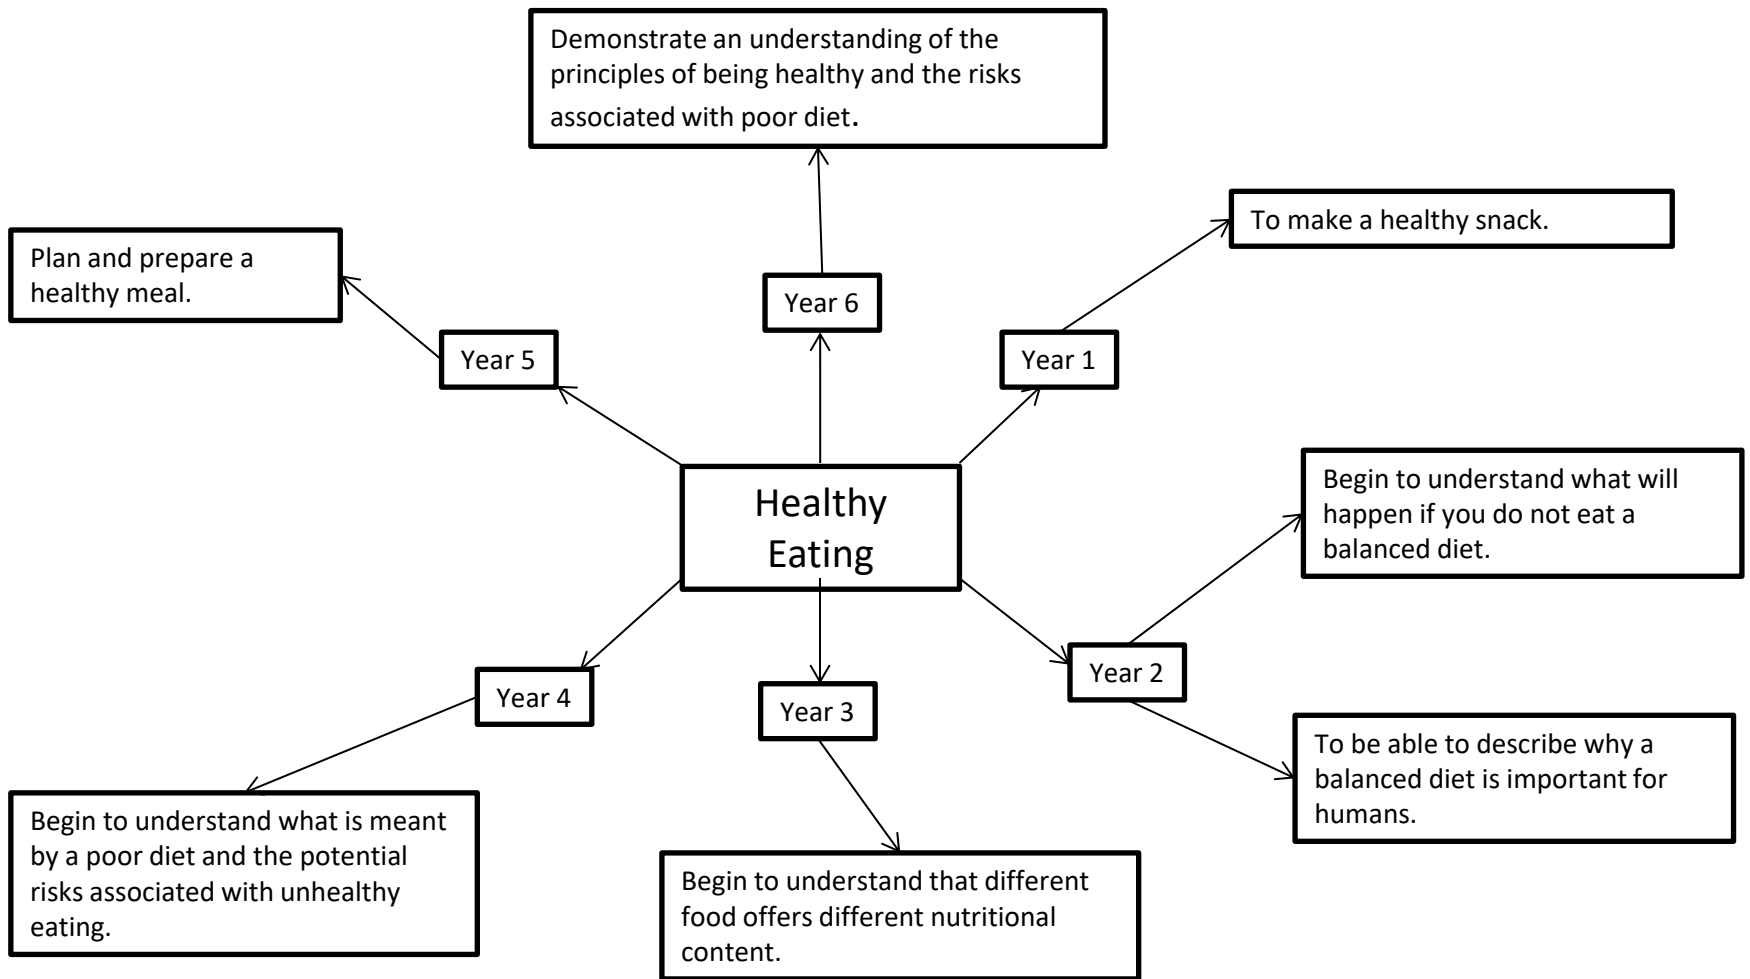 Demonstrate an understanding of the
principles of being healthy and the risks
associated with poor diet.
To make a healthy snack.
Plan and prepare a
healthy meal.
Year 6
Year 1
Year 5
Healthy
Eating
Begin to understand what will
happen if you do not eat a
balanced diet.
Year 2
Year 4
Year 3
To be able to describe why a
balanced diet is important for
humans.
Begin to understand what is meant
by a poor diet and the potential
risks associated with unhealthy
eating.
Begin to understand that different
food offers different nutritional
content.